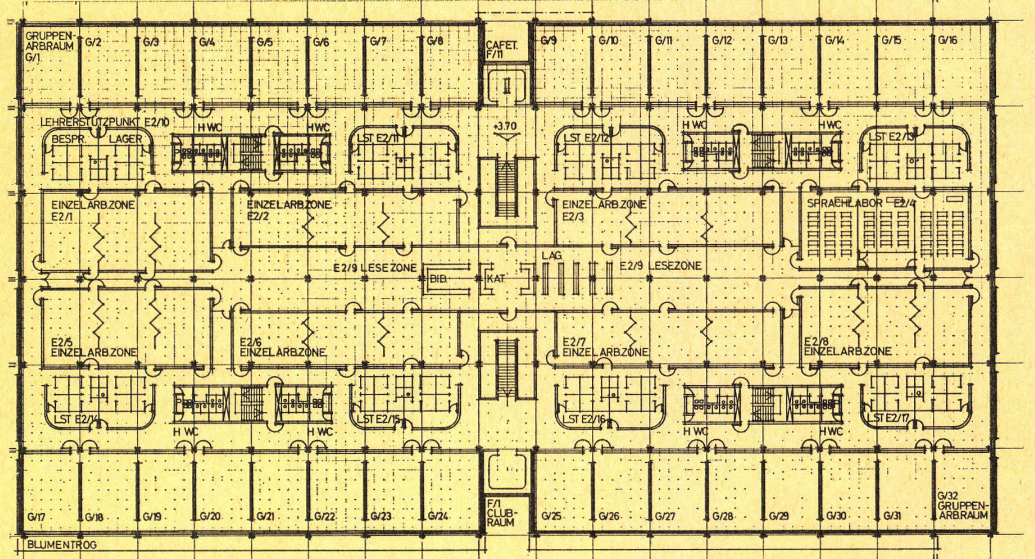 GRUPPEN-
ARB.RAUM
G/1
G/2
G/3
G/4
G/5
G/6
G/7
G/8
CAFET.
F/11
G/9
G/10
G/11
G/12
G/13
G/14
G/15
G/16
LEHRERSTÜTZPUNKT E2/10
BESPR. LAGER
H WC
H WC
LST E2/11
+3.70
LST E2/12
H WC
H WC
LST E2/13
EINZELARB.ZONE
E2/1
EINZELARB.ZONE
E2/2
EINZELARB.ZONE
E2/3
SPRACHLABOR E2/4
E2/9 LESEZONE
BIB.
KAT.
LAG.
E2/9 LESEZONE
E2/5
EINZELARB.ZONE
E2/6
EINZELARB.ZONE
E2/7
EINZELARB.ZONE
E2/8
EINZELARB.ZONE
LST E2/14
H WC
H WC
LST E2/15
LST E2/16
H WC
H WC
LST E2/17
G/17
G/18
G/19
G/20
G/21
G/22
G/23
G/24
F/1
CLUB-
RAUM
G/25
G/26
G/27
G/28
G/29
G/30
G/31
G/32
GRUPPEN-
ARB.RAUM
BLUMENTROG